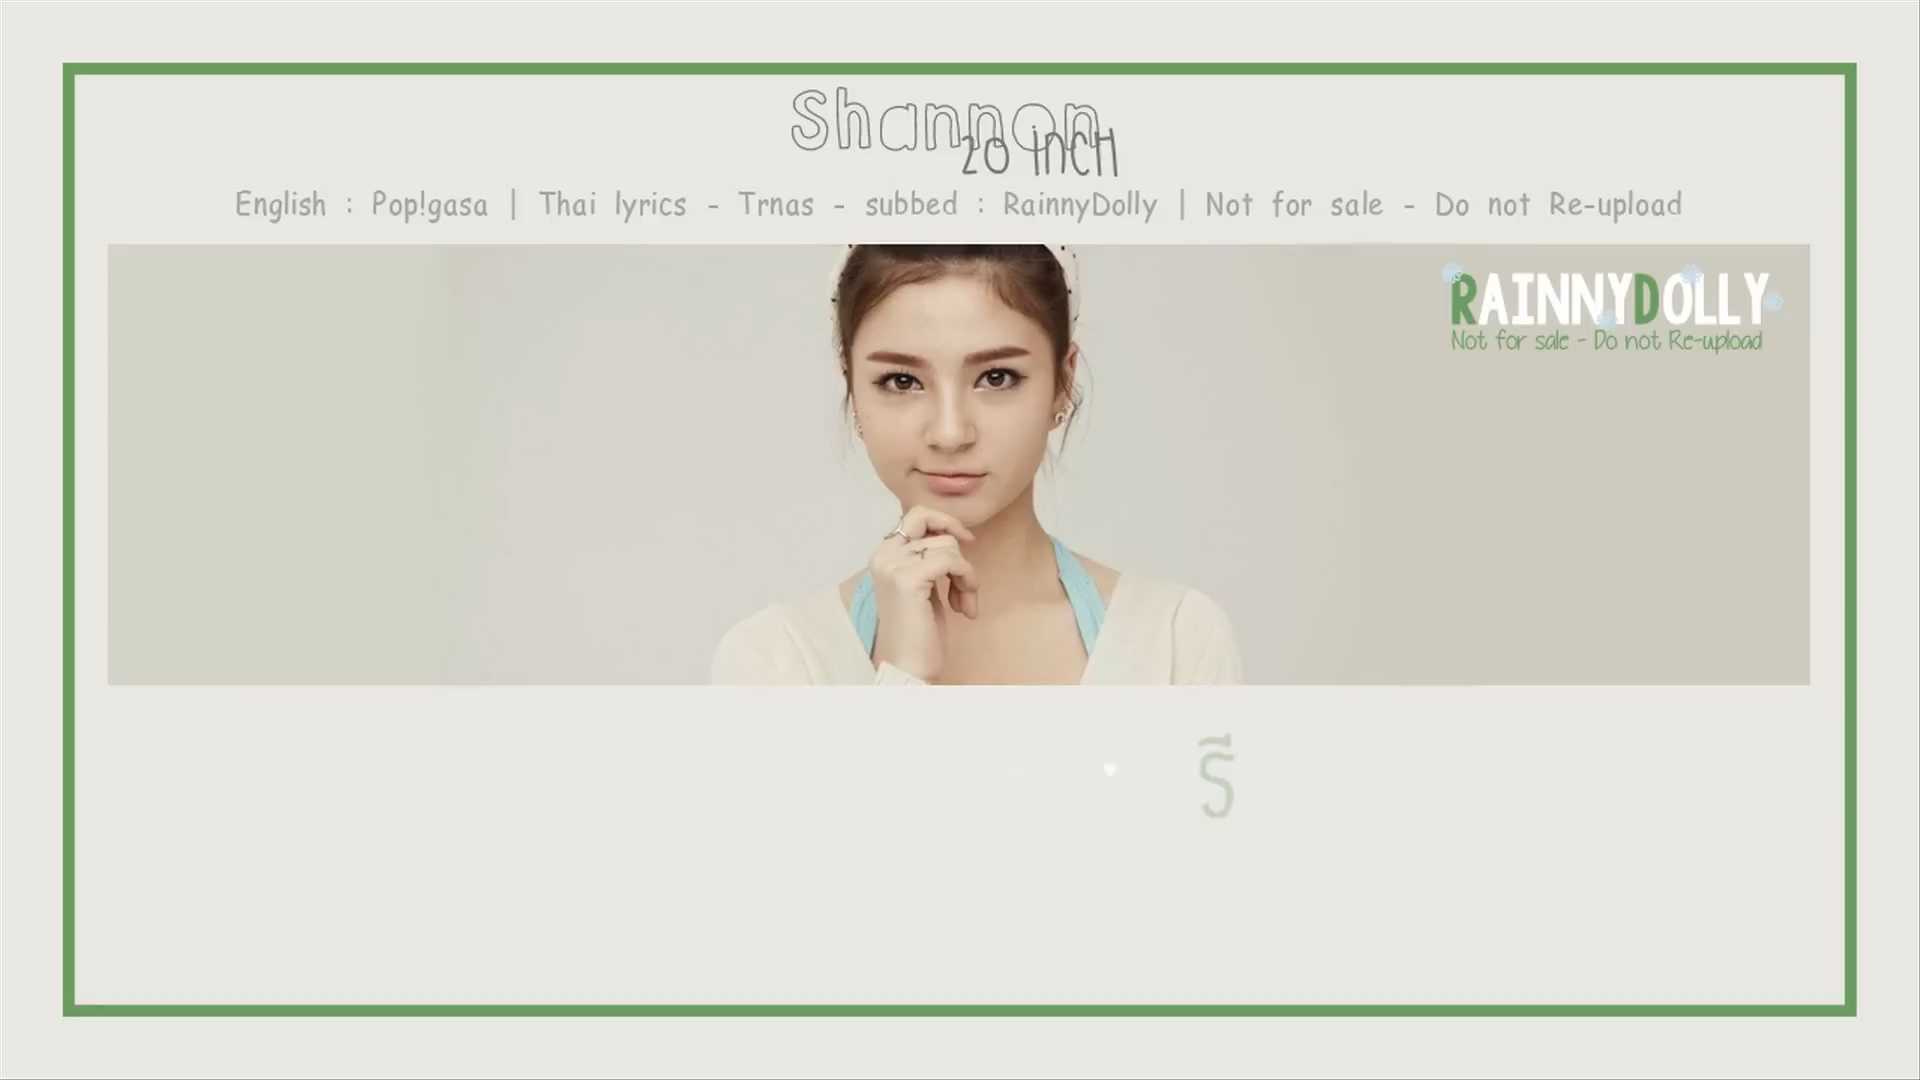 Shannon
20 inch
English : Pop!gasa | Thai lyrics - Trnas - subbed : RainnyDolly | Not for sale - Do not Re-upload
RAINNYDOLLY
Not for sale - Do not Re-upload
รี